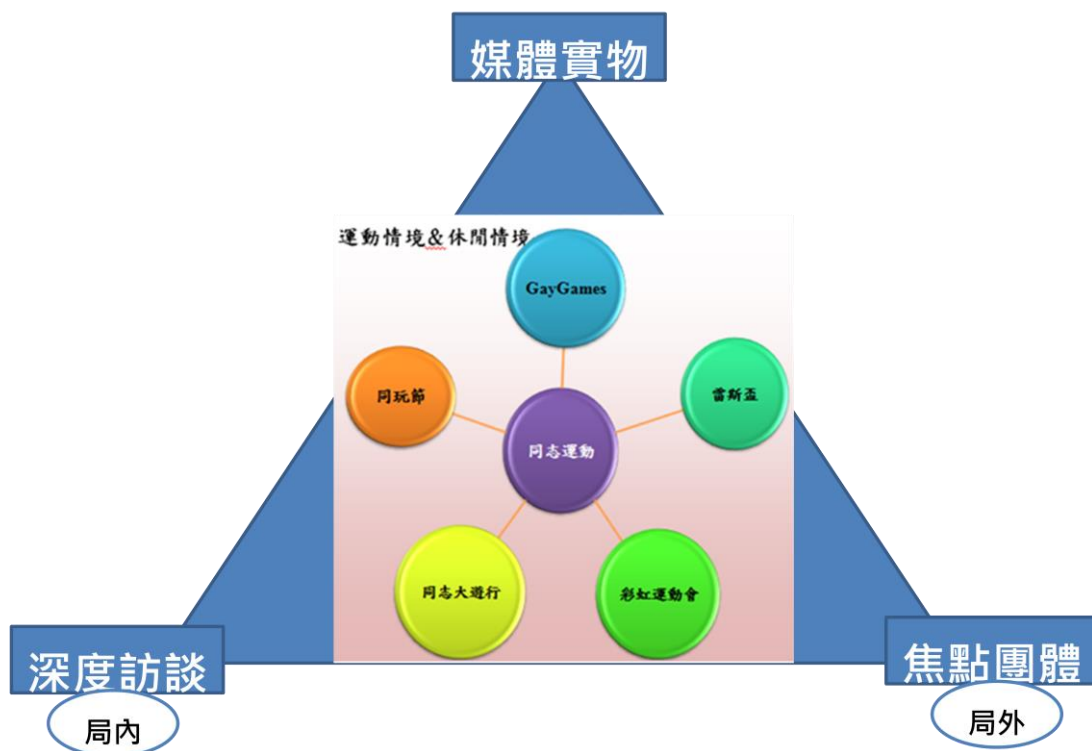 媒體實物
運動情境&休閒情境
GayGames
同玩節
雷斯盃
同志運動
同志大遊行
彩虹運動會
深度訪談
焦點團體
局內
局外